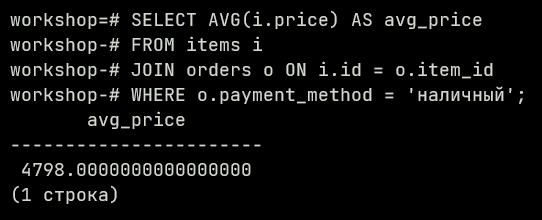 workshop=# SELECT AVG(i.price) AS avg_price
workshop-# FROM items i
workshop-# JOIN orders o ON i.id = o.item_id
workshop-# WHERE o.payment_method = 'наличный';
avg_price
-----------------------
4798.0000000000000000
(1 строка)